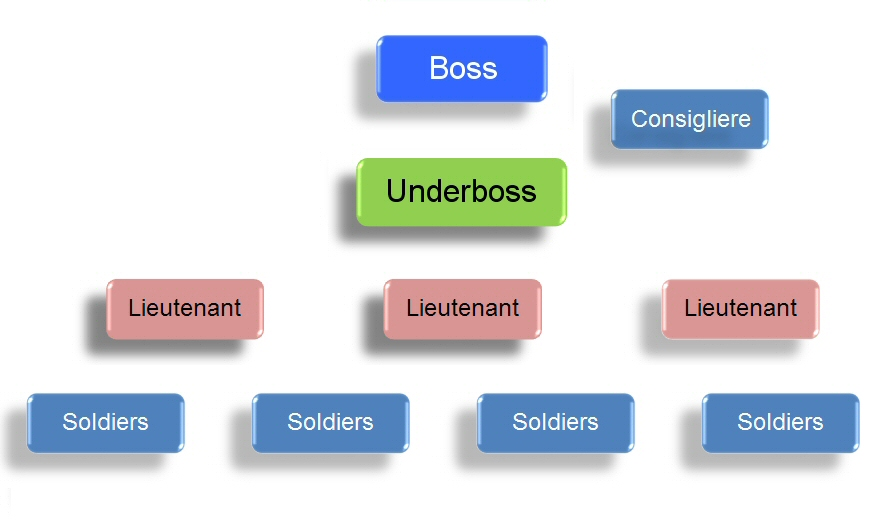 Boss
Consigliere
Underboss
Lieutenant
Lieutenant
Lieutenant
Soldiers
Soldiers
Soldiers
Soldiers